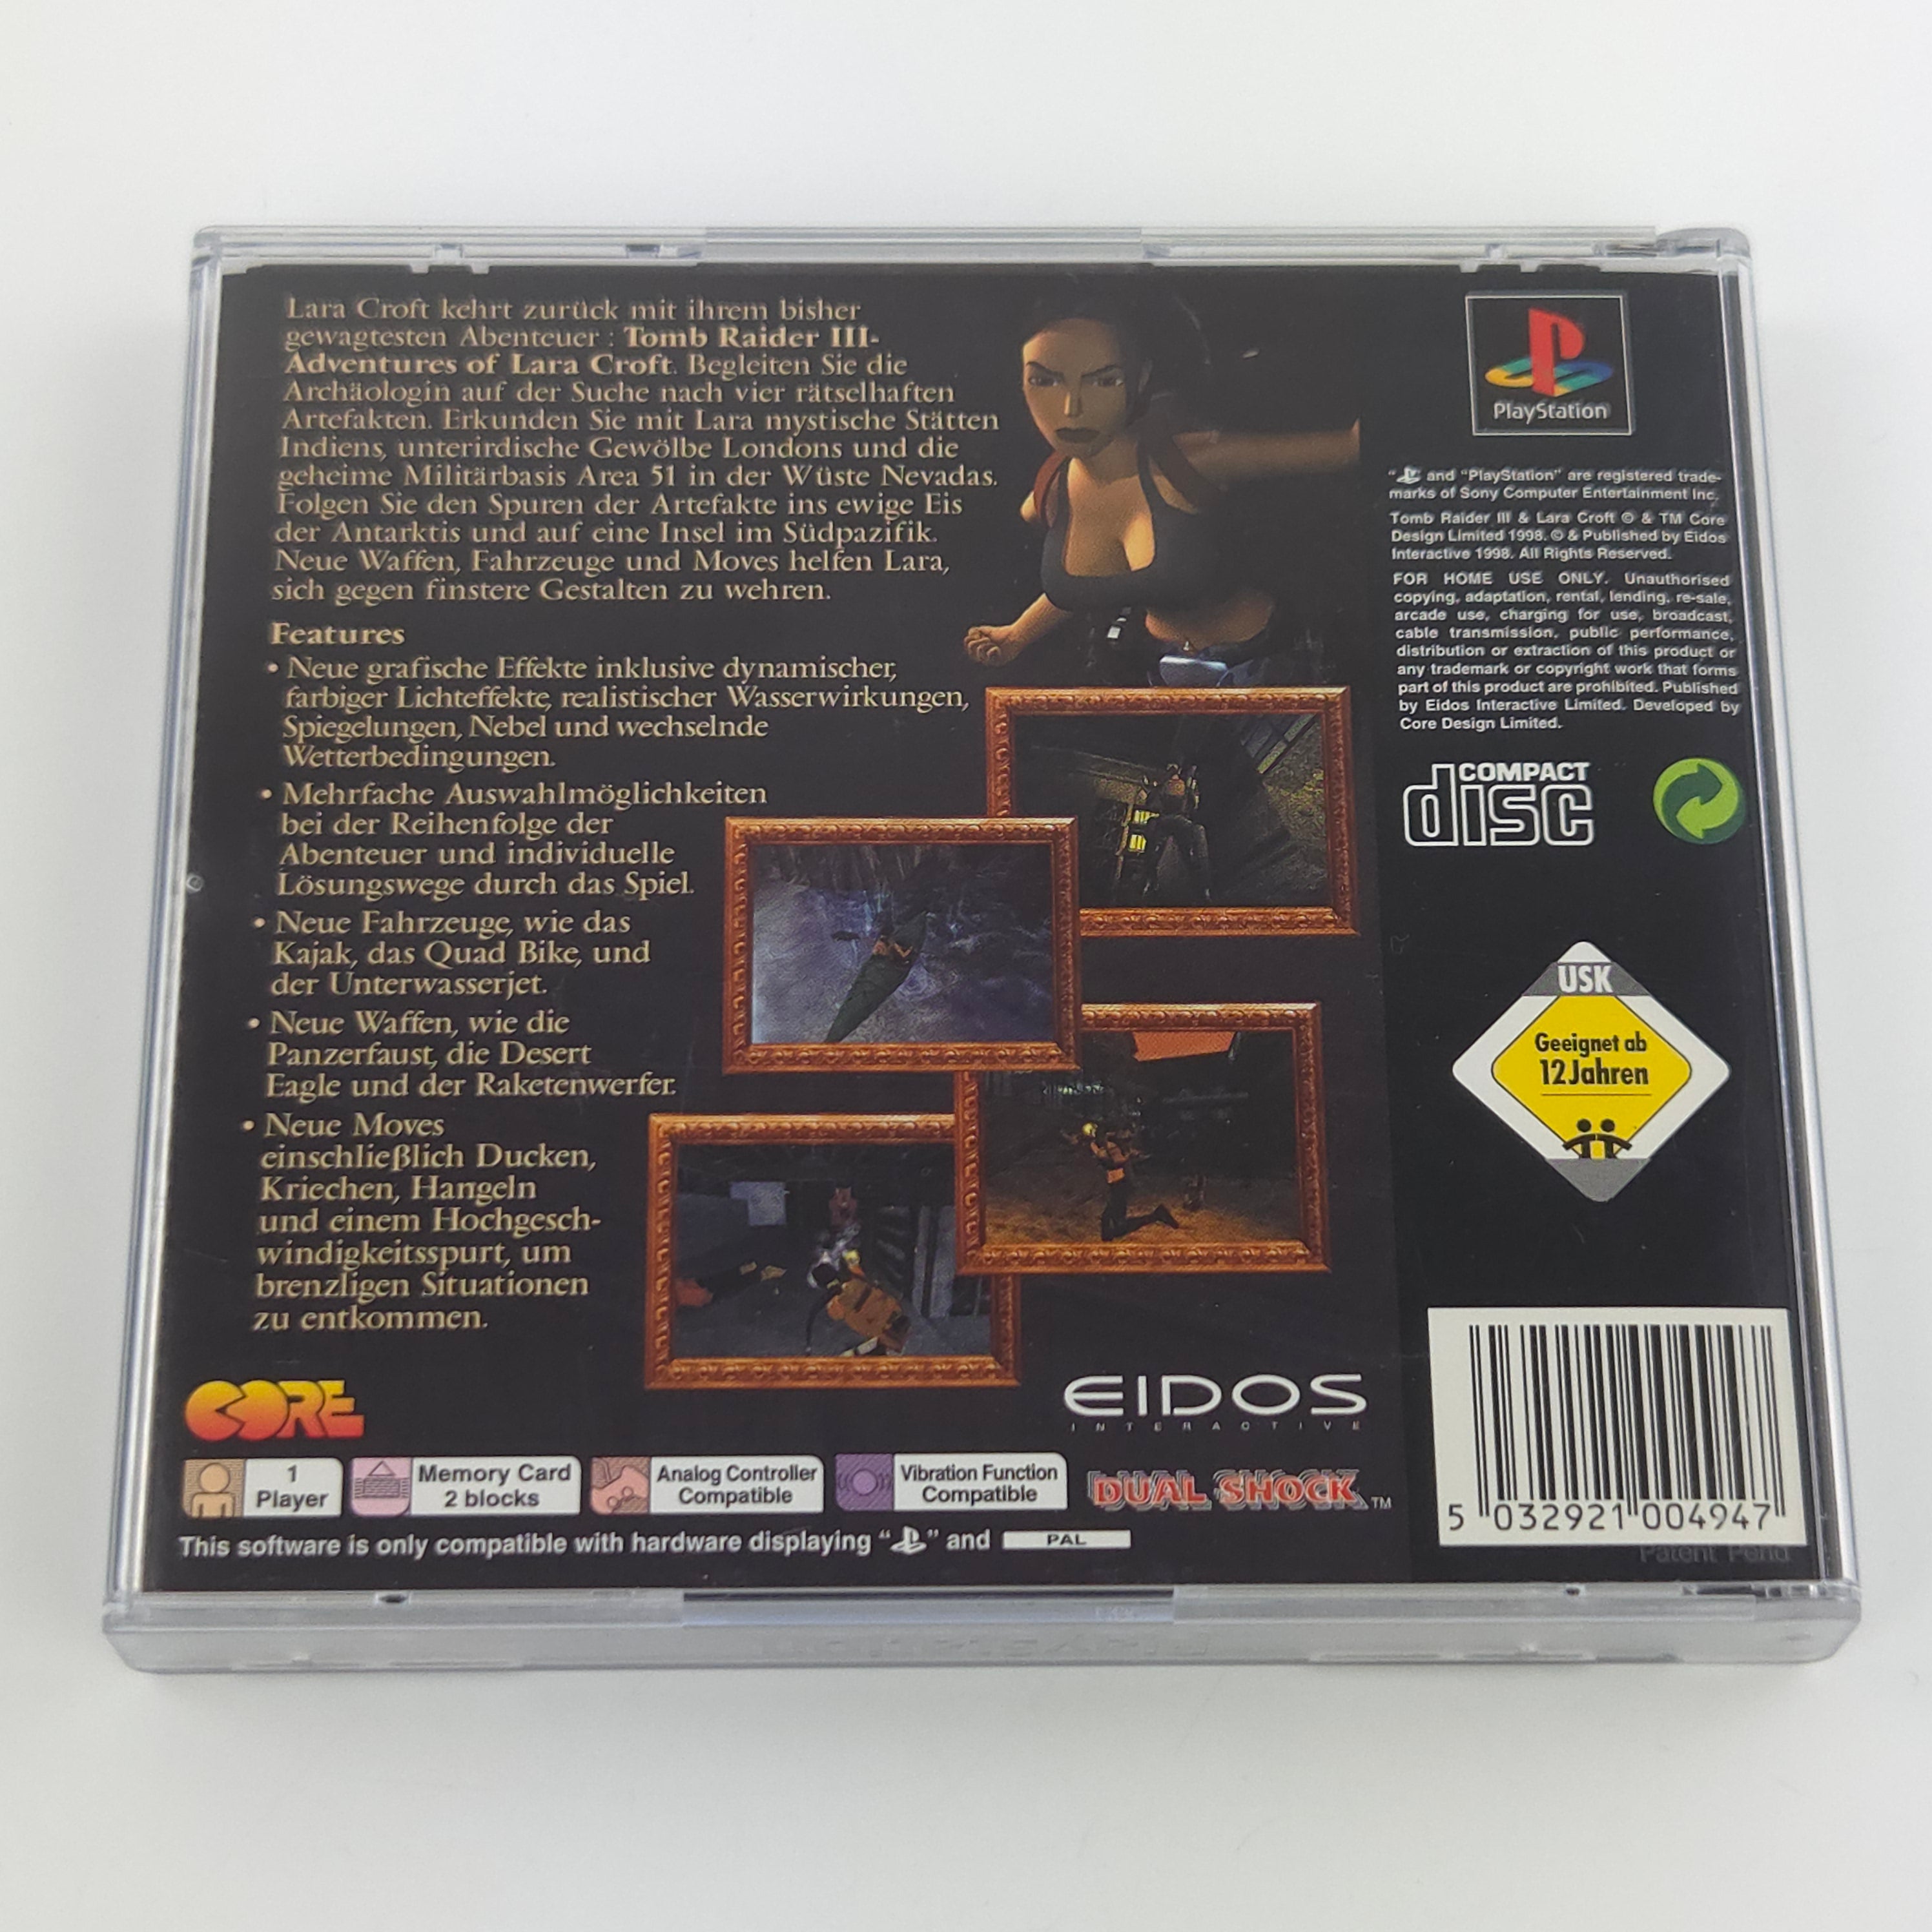 Lara Croft kehrt zurück mit ihrem bisher
gewagtesten Abenteuer : Tomb Raider III-
Adventures of Lara Croft. Begleiten Sie die
Archäologin auf der Suche nach vier rätselhaften
Artefakten. Erkunden Sie mit Lara mystische Stätten
Indiens, unterirdische Gewölbe Londons und die
geheime Militärbasis Area 51 in der Wüste Nevadas.
Folgen Sie den Spuren der Artefakte ins ewige Eis
der Antarktis und auf eine Insel im Südpazifik.
Neue Waffen, Fahrzeuge und Moves helfen Lara,
sich gegen finstere Gestalten zu wehren.
Features
• Neue grafische Effekte inklusive dynamischer,
farbiger Lichteffekte, realistischer Wasserwirkungen,
Spiegelungen, Nebel und wechselnde
Wetterbedingungen.
• Mehrfache Auswahlmöglichkeiten
bei der Reihenfolge der
Abenteuer und individuelle
Lösungswege durch das Spiel.
• Neue Fahrzeuge, wie das
Kajak, das Quad Bike, und
der Unterwasserjet.
• Neue Waffen, wie die
Panzerfaust, die Desert
Eagle und der Raketenwerfer.
• Neue Moves
einschließlich Ducken,
Kriechen, Hangeln
und einem Hochgesch-
windigkeitsspurt, um
brenzligen Situationen
zu entkommen.
CORE
EIDOS
INTERACTIVE
1
Player
Memory Card
2 blocks
Analog Controller
Compatible
Vibration Function
Compatible
DUAL SHOCK™
This software is only compatible with hardware displaying " " and PAL
PlayStation
" " and "PlayStation" are registered trade-
marks of Sony Computer Entertainment Inc.
Tomb Raider III & Lara Croft © & TM Core
Design Limited 1998. © & Published by Eidos
Interactive 1998. All Rights Reserved.
FOR HOME USE ONLY. Unauthorised
copying, adaptation, rental, lending, re-sale,
arcade use, charging for use, broadcast,
cable transmission, public performance,
distribution or extraction of this product or
any trademark or copyright work that forms
part of this product are prohibited. Published
by Eidos Interactive Limited. Developed by
Core Design Limited.
COMPACT
disc
USK
Geeignet ab
12 Jahren
5 032921 004947
Patent Pend.
PlayStation